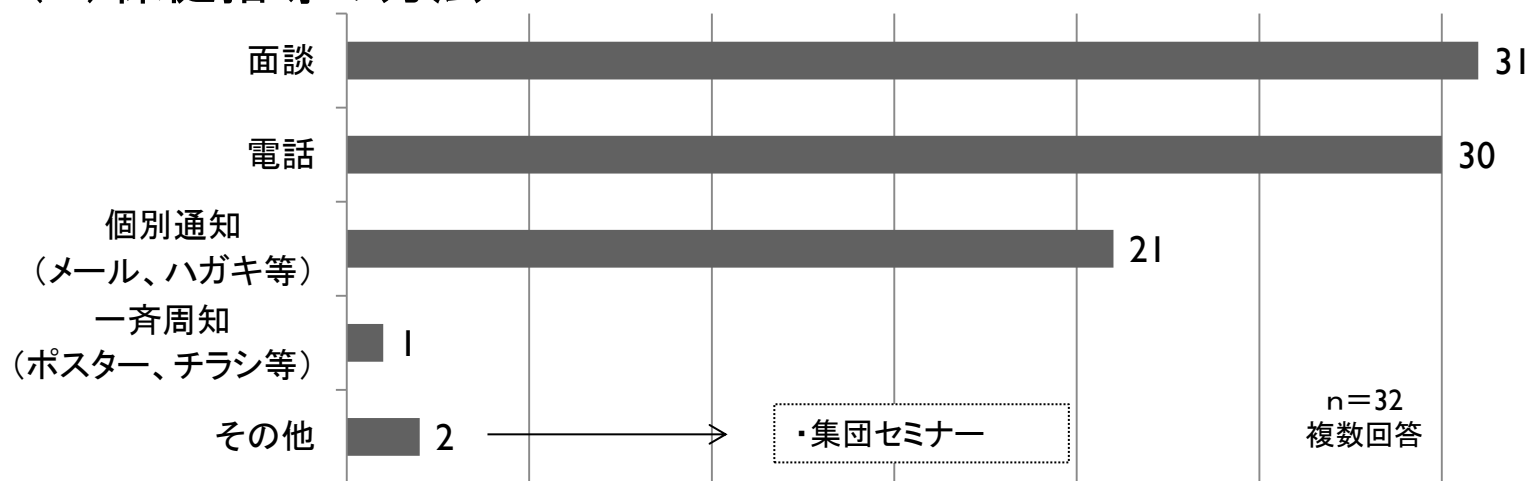 面談
31
電話
30
個別通知
(メール、ハガキ等)
21
一斉周知
(ポスター、チラシ等)
1
その他
2
・集団セミナー
n=32
複数回答